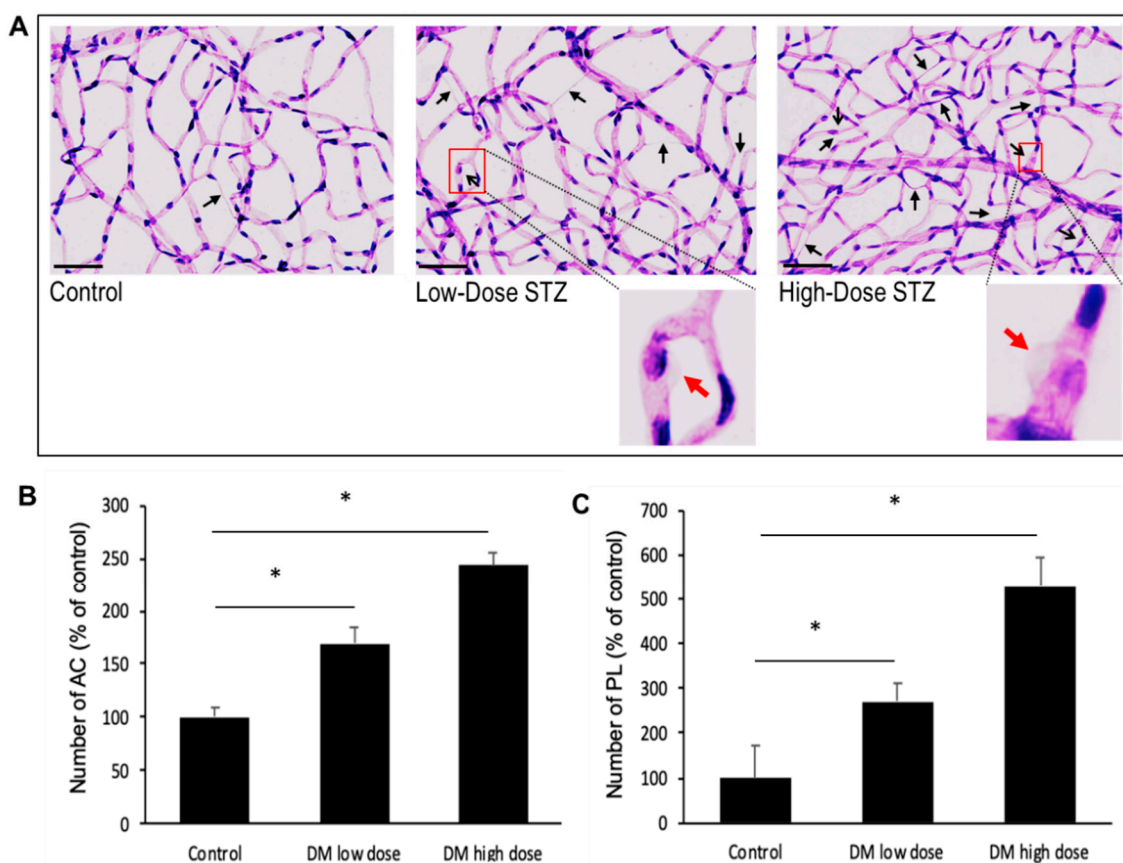 A
Control
Low-Dose STZ
High-Dose STZ
B
Number of AC (% of control)
300
250
200
150
100
50
0
*
*
Control
DM low dose
DM high dose
C
Number of PL (% of control)
700
600
500
400
300
200
100
0
*
*
Control
DM low dose
DM high dose